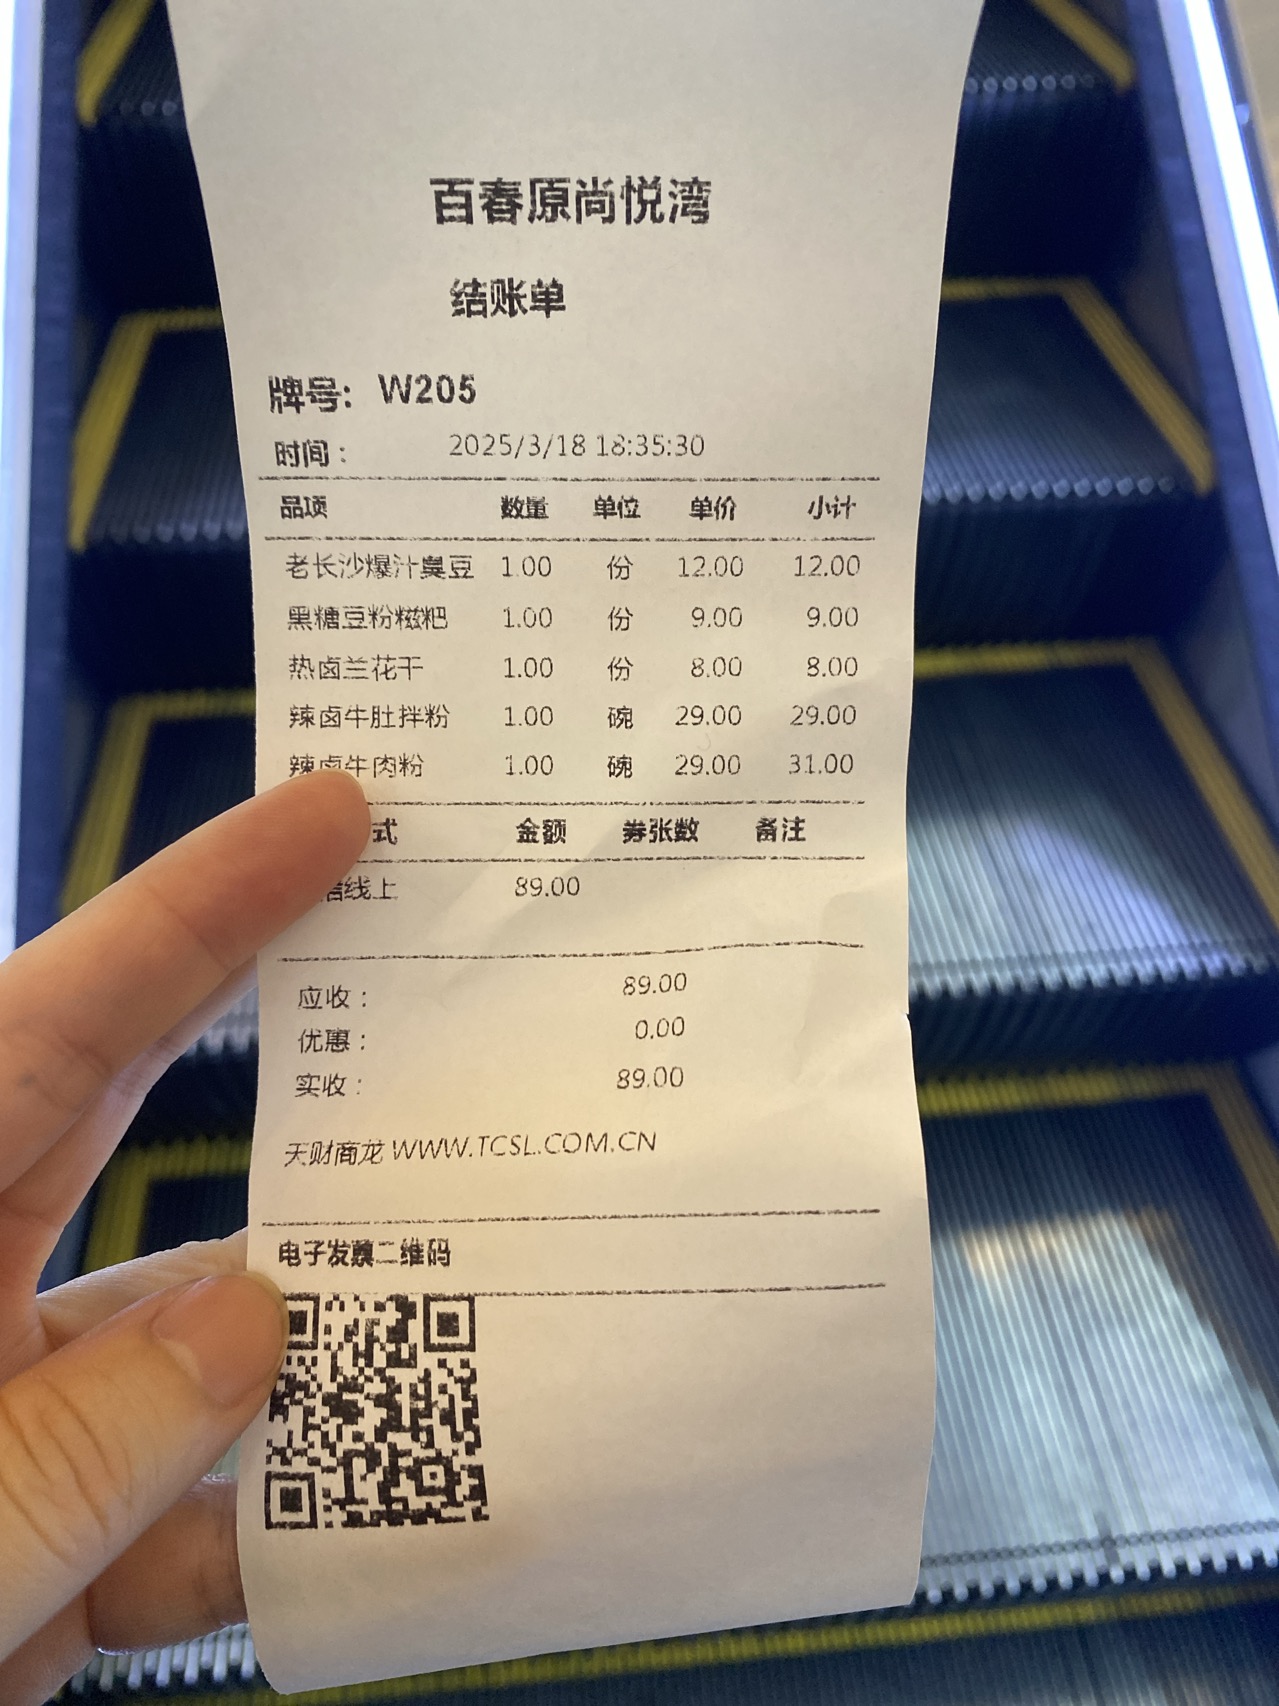 百春原尚悦湾
结账单
牌号: W205
时间： 2025/3/18 18:35:30
品项 数量 单位 单价 小计
老长沙爆汁臭豆 1.00 份 12.00 12.00
黑糖豆粉糍粑 1.00 份 9.00 9.00
热卤兰花干 1.00 份 8.00 8.00
辣卤牛肚拌粉 1.00 碗 29.00 29.00
辣卤牛肉粉 1.00 碗 29.00 31.00
式 金额 券张数 备注
信线上 89.00
应收： 89.00
优惠： 0.00
实收： 89.00
天财商龙 WWW.TCSL.COM.CN
电子发票二维码